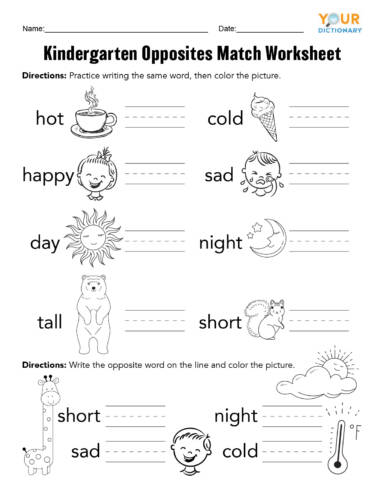 Name: Date: YOUR
DICTIONARY
Kindergarten Opposites Match Worksheet
Directions: Practice writing the same word, then color the picture.
hot cold
happy sad
day night
tall short
Directions: Write the opposite word on the line and color the picture.
short night
sad cold
°F